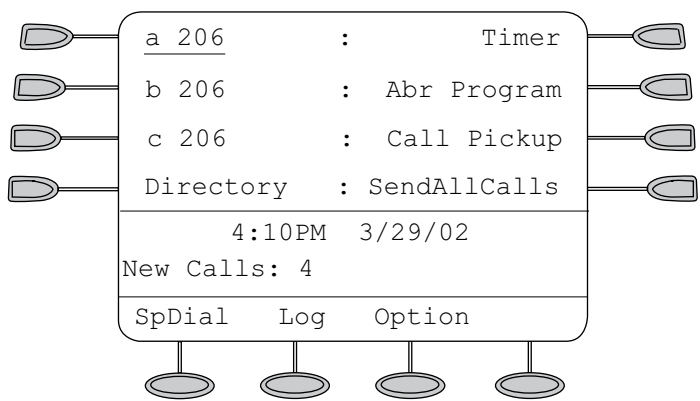 a 206 : Timer
b 206 : Abr Program
c 206 : Call Pickup
Directory : SendAllCalls
4:10PM 3/29/02
New Calls: 4
SpDial Log Option